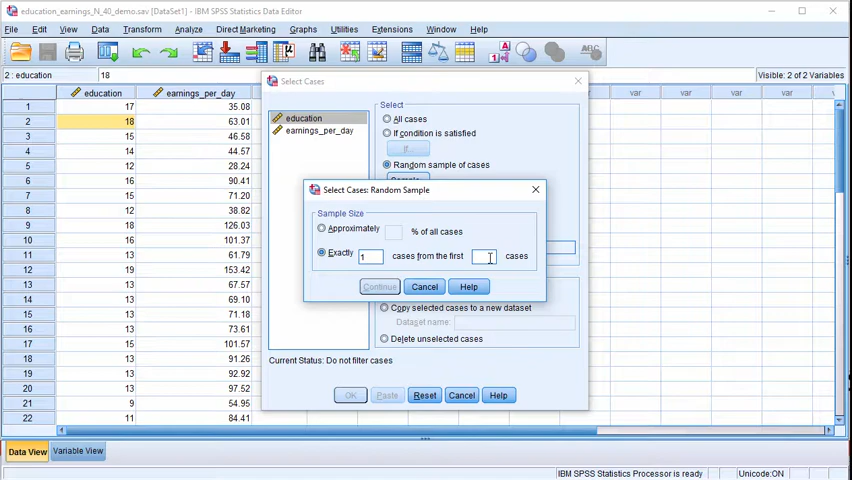 education_earnings_N_40_demo.sav [DataSet1] - IBM SPSS Statistics Data Editor
File Edit View Data Transform Analyze Direct Marketing Graphs Utilities Extensions Window Help
2 : education 18 Visible: 2 of 2 Variables
education earnings_per_day var var var
1 17 35.08
2 18 63.01
3 15 46.58
4 14 44.57
5 12 28.24
6 16 90.41
7 15 71.20
8 12 38.82
9 18 126.03
10 16 101.37
11 13 61.79
12 19 153.42
13 14 67.70
14 13 69.10
15 14 71.18
16 13 73.61
17 15 101.57
18 13 91.26
19 13 92.92
20 13 97.52
21 9 54.95
22 11 84.41
Select Cases
education
earnings_per_day
Select
All cases
If condition is satisfied
If...
Random sample of cases
Sample...
Select Cases: Random Sample
Sample Size
Approximately % of all cases
Exactly 1 cases from the first cases
Continue Cancel Help
Copy selected cases to a new dataset
Dataset name:
Delete unselected cases
Current Status: Do not filter cases
OK Paste Reset Cancel Help
Data View Variable View
IBM SPSS Statistics Processor is ready Unicode:ON